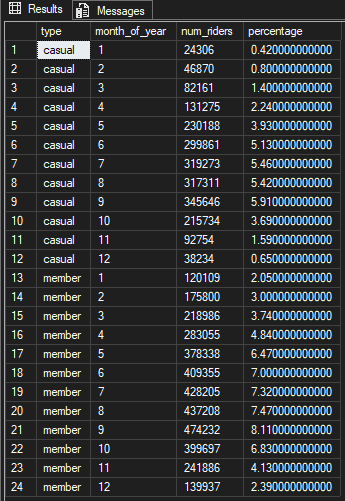 Results Messages
type month_of_year num_riders percentage
1 casual 1 24306 0.420000000000
2 casual 2 46870 0.800000000000
3 casual 3 82161 1.400000000000
4 casual 4 131275 2.240000000000
5 casual 5 230188 3.930000000000
6 casual 6 299861 5.130000000000
7 casual 7 319273 5.460000000000
8 casual 8 317311 5.420000000000
9 casual 9 345646 5.910000000000
10 casual 10 215734 3.690000000000
11 casual 11 92754 1.590000000000
12 casual 12 38234 0.650000000000
13 member 1 120109 2.050000000000
14 member 2 175800 3.000000000000
15 member 3 218986 3.740000000000
16 member 4 283055 4.840000000000
17 member 5 378338 6.470000000000
18 member 6 409355 7.000000000000
19 member 7 428205 7.320000000000
20 member 8 437208 7.470000000000
21 member 9 474232 8.110000000000
22 member 10 399697 6.830000000000
23 member 11 241886 4.130000000000
24 member 12 139937 2.390000000000